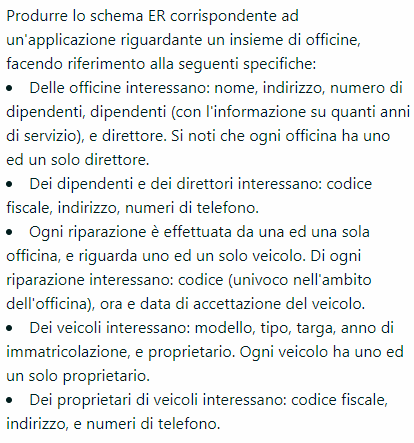 Produrre lo schema ER corrispondente ad
un'applicazione riguardante un insieme di officine,
facendo riferimento alla seguenti specifiche:
• Delle officine interessano: nome, indirizzo, numero di
dipendenti, dipendenti (con l'informazione su quanti anni
di servizio), e direttore. Si noti che ogni officina ha uno
ed un solo direttore.
• Dei dipendenti e dei direttori interessano: codice
fiscale, indirizzo, numeri di telefono.
• Ogni riparazione è effettuata da una ed una sola
officina, e riguarda uno ed un solo veicolo. Di ogni
riparazione interessano: codice (univoco nell'ambito
dell'officina), ora e data di accettazione del veicolo.
• Dei veicoli interessano: modello, tipo, targa, anno di
immatricolazione, e proprietario. Ogni veicolo ha uno ed
un solo proprietario.
• Dei proprietari di veicoli interessano: codice fiscale,
indirizzo, e numeri di telefono.